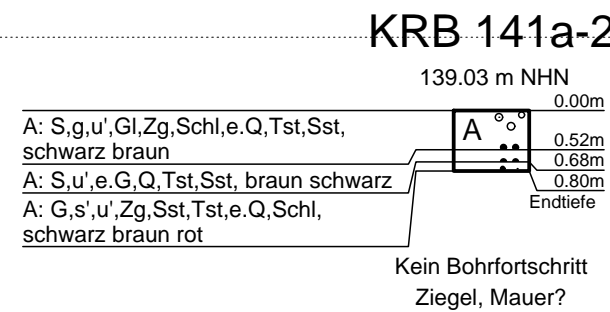 KRB 141a-2
139.03 m NHN
0.00m
A: S,g,u',Gl,Zg,Schl,e.Q,Tst,Sst,
schwarz braun
A
0.52m
A: S,u',e.G,Q,Tst,Sst, braun schwarz
0.68m
A: G,s',u',Zg,Sst,Tst,e.Q,Schl,
schwarz braun rot
0.80m
Endtiefe
Kein Bohrfortschritt
Ziegel, Mauer?